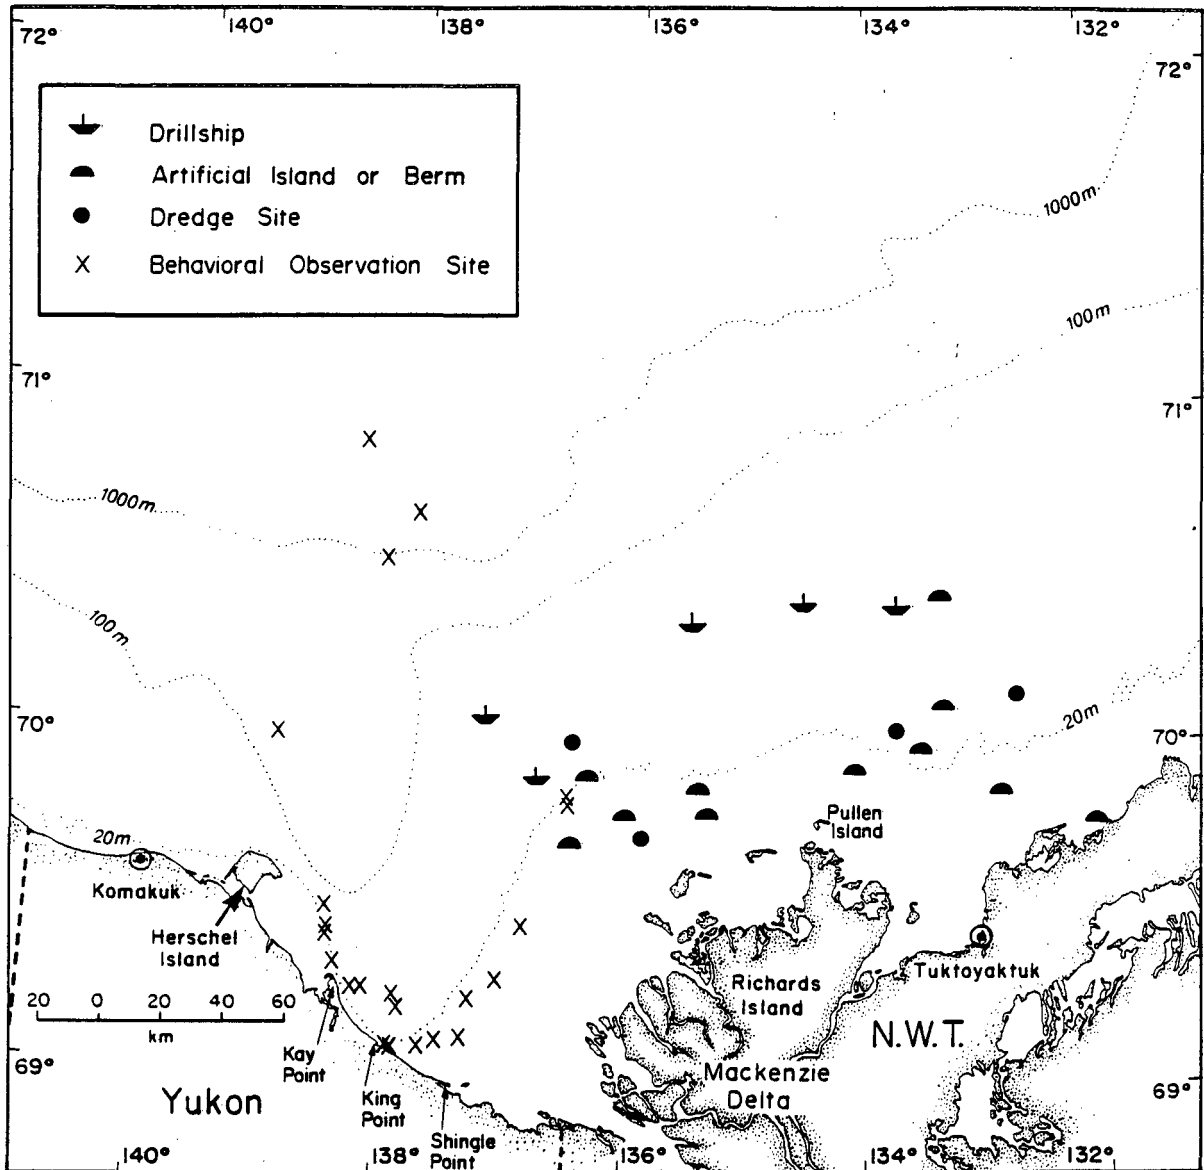 140°
138°
136°
134°
132°
72°
72°
Drillship
Artificial Island or Berm
Dredge Site
Behavioral Observation Site
1000m
100m
71°
71°
1000m
100m
70°
70°
20m
20m
Pullen
Island
Komakuk
Herschel
Island
Tuktoyaktuk
Richards
Island
20 0 20 40 60
km
N.W.T.
Kay
Point
69°
69°
Mackenzie
Delta
Yukon
King
Point
Shingle
Point
140°
138°
136°
134°
132°